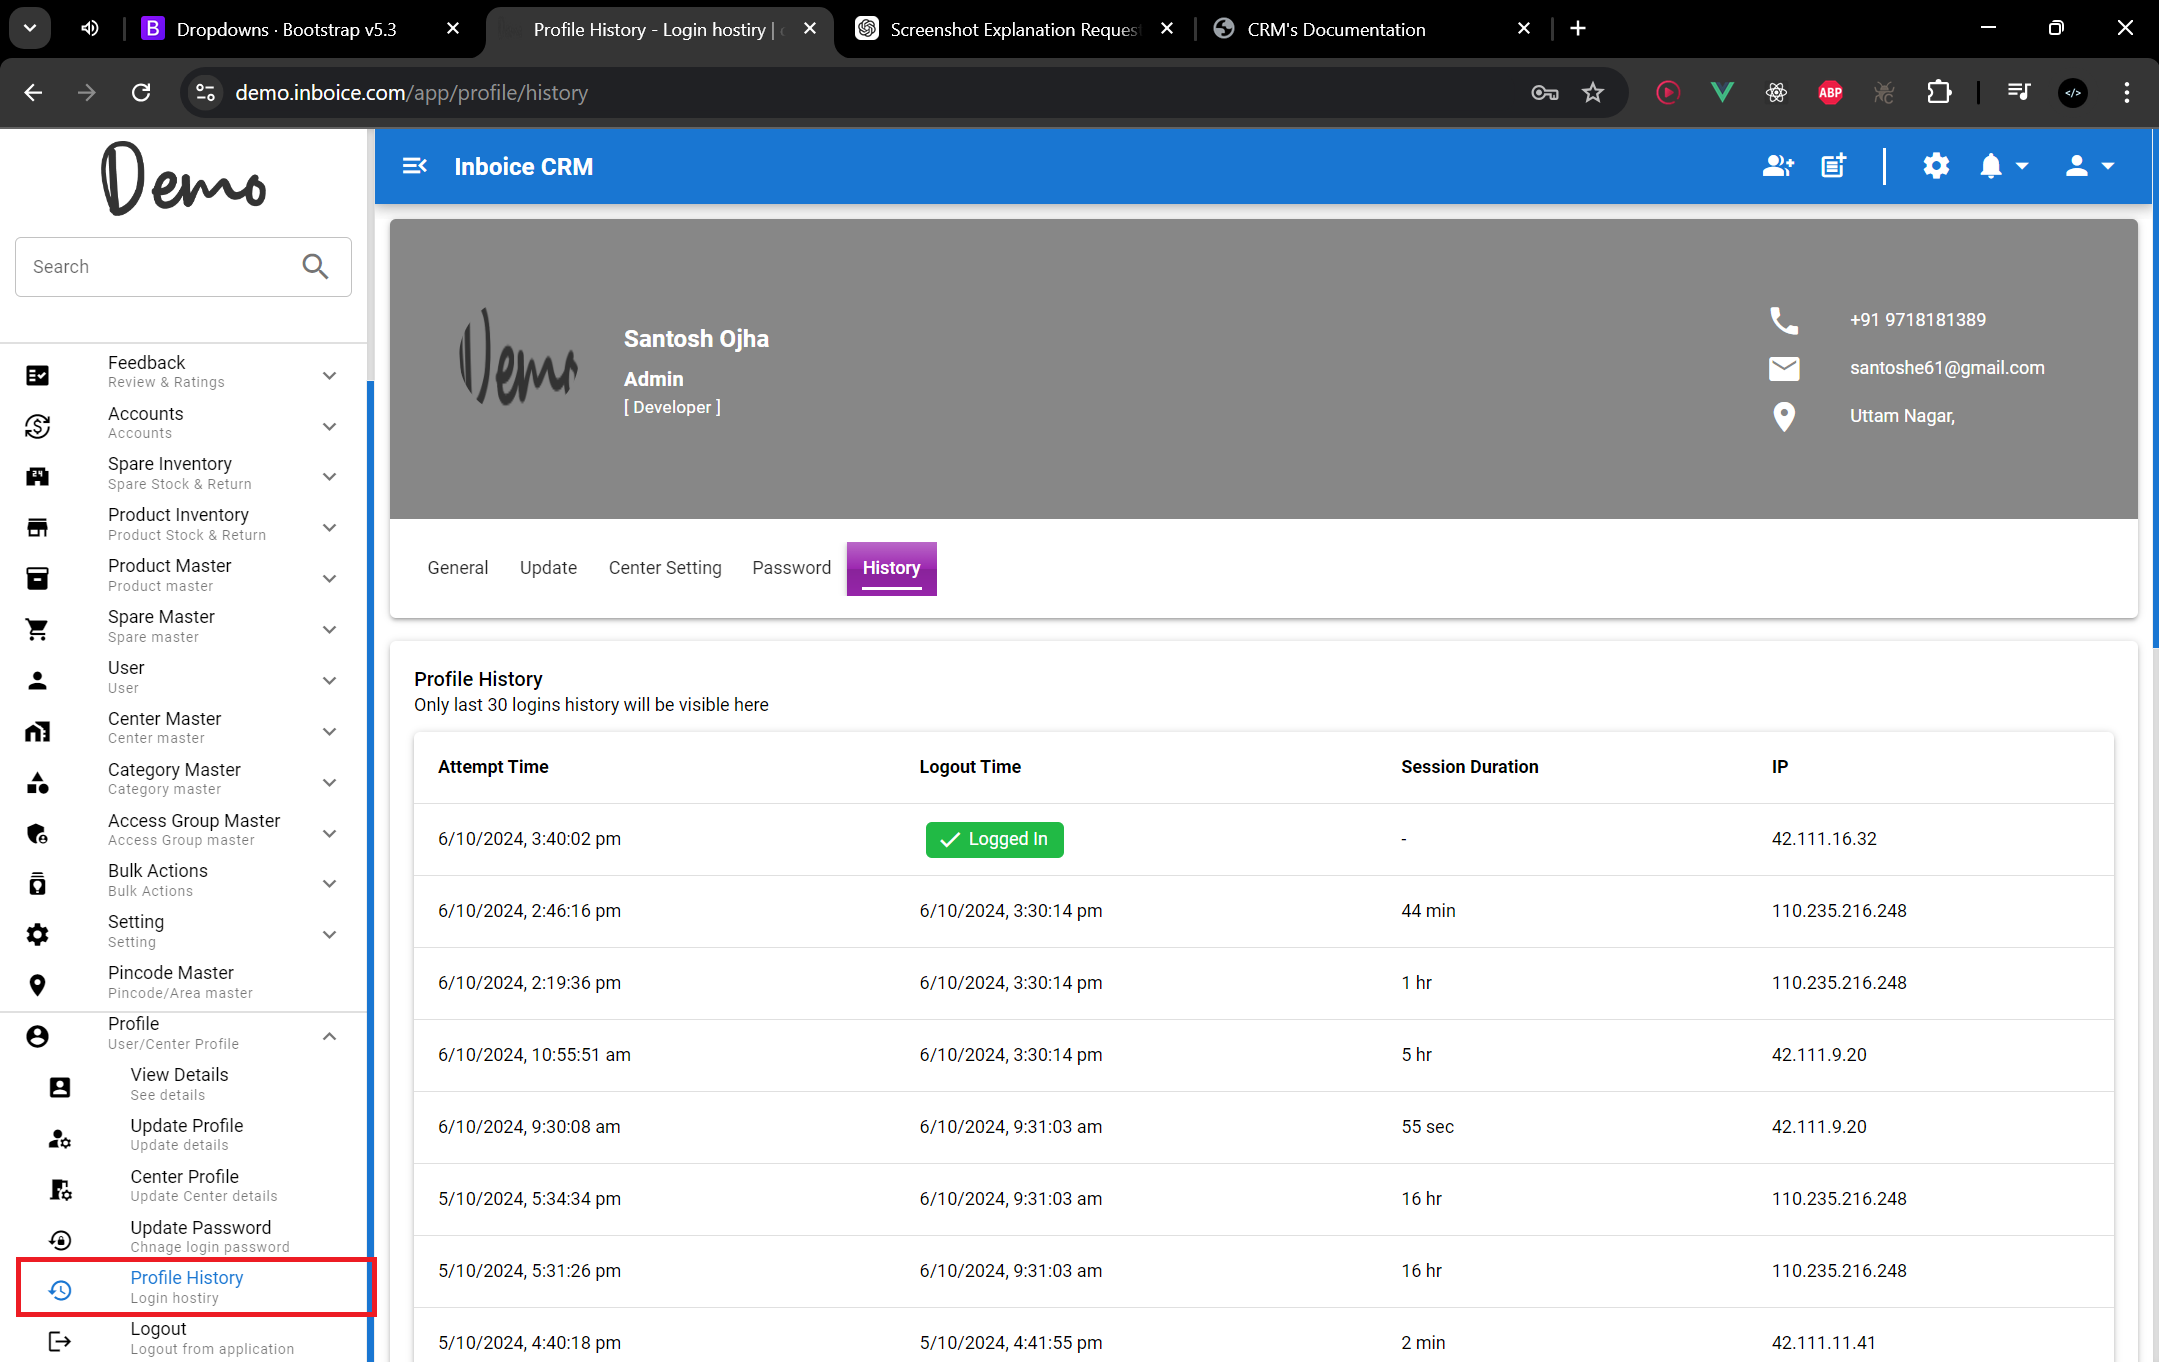 Dropdowns · Bootstrap v5.3
Profile History - Login hostiry |
Screenshot Explanation Reques
CRM's Documentation
demo.inboice.com/app/profile/history
ABP
Demo
Search
Feedback
Review & Ratings
Accounts
Accounts
Spare Inventory
Spare Stock & Return
Product Inventory
Product Stock & Return
Product Master
Product master
Spare Master
Spare master
User
User
Center Master
Center master
Category Master
Category master
Access Group Master
Access Group master
Bulk Actions
Bulk Actions
Setting
Setting
Pincode Master
Pincode/Area master
Profile
User/Center Profile
View Details
See details
Update Profile
Update details
Center Profile
Update Center details
Update Password
Chnage login password
Profile History
Login hostiry
Logout
Logout from application
Inboice CRM
Demo
Santosh Ojha
Admin
[ Developer ]
+91 9718181389
santoshe61@gmail.com
Uttam Nagar,
General Update Center Setting Password History
Profile History
Only last 30 logins history will be visible here
Attempt Time Logout Time Session Duration IP
6/10/2024, 3:40:02 pm Logged In - 42.111.16.32
6/10/2024, 2:46:16 pm 6/10/2024, 3:30:14 pm 44 min 110.235.216.248
6/10/2024, 2:19:36 pm 6/10/2024, 3:30:14 pm 1 hr 110.235.216.248
6/10/2024, 10:55:51 am 6/10/2024, 3:30:14 pm 5 hr 42.111.9.20
6/10/2024, 9:30:08 am 6/10/2024, 9:31:03 am 55 sec 42.111.9.20
5/10/2024, 5:34:34 pm 6/10/2024, 9:31:03 am 16 hr 110.235.216.248
5/10/2024, 5:31:26 pm 6/10/2024, 9:31:03 am 16 hr 110.235.216.248
5/10/2024, 4:40:18 pm 5/10/2024, 4:41:55 pm 2 min 42.111.11.41